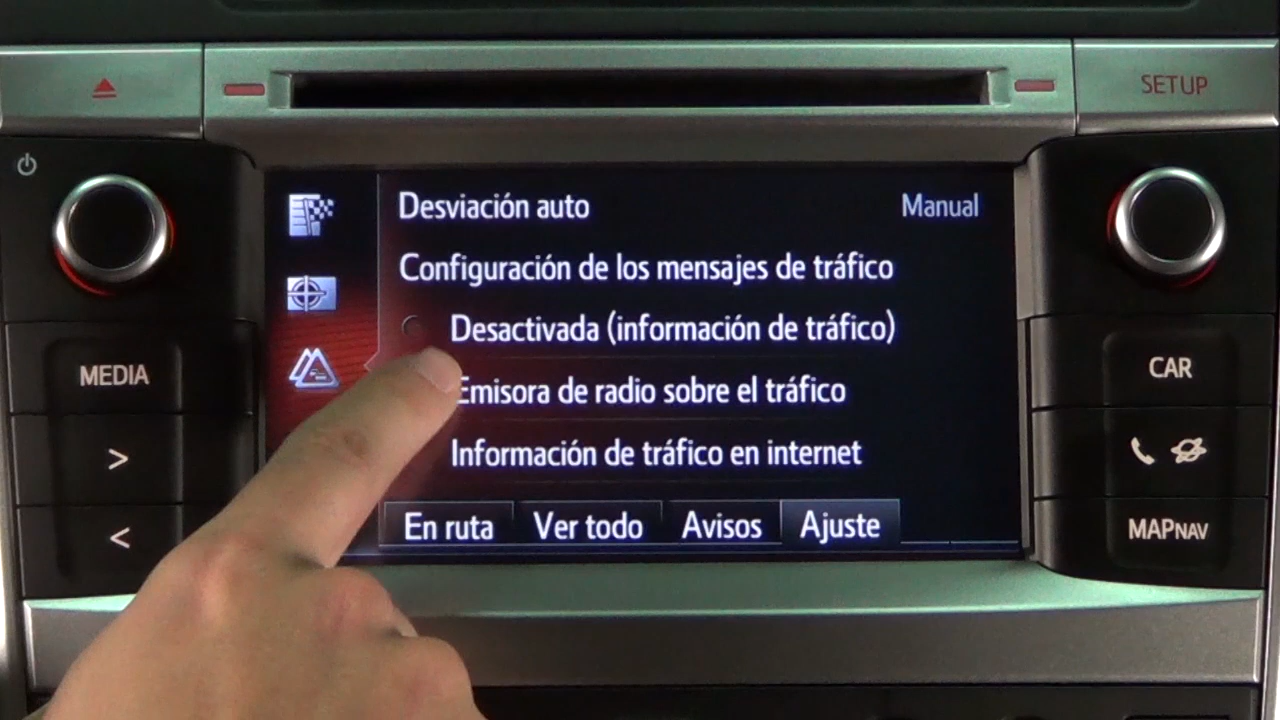 SETUP
Desviación auto Manual
Configuración de los mensajes de tráfico
Desactivada (información de tráfico)
MEDIA
CAR
Emisora de radio sobre el tráfico
>
Información de tráfico en internet
<
En ruta Ver todo Avisos Ajuste
MAPNAV